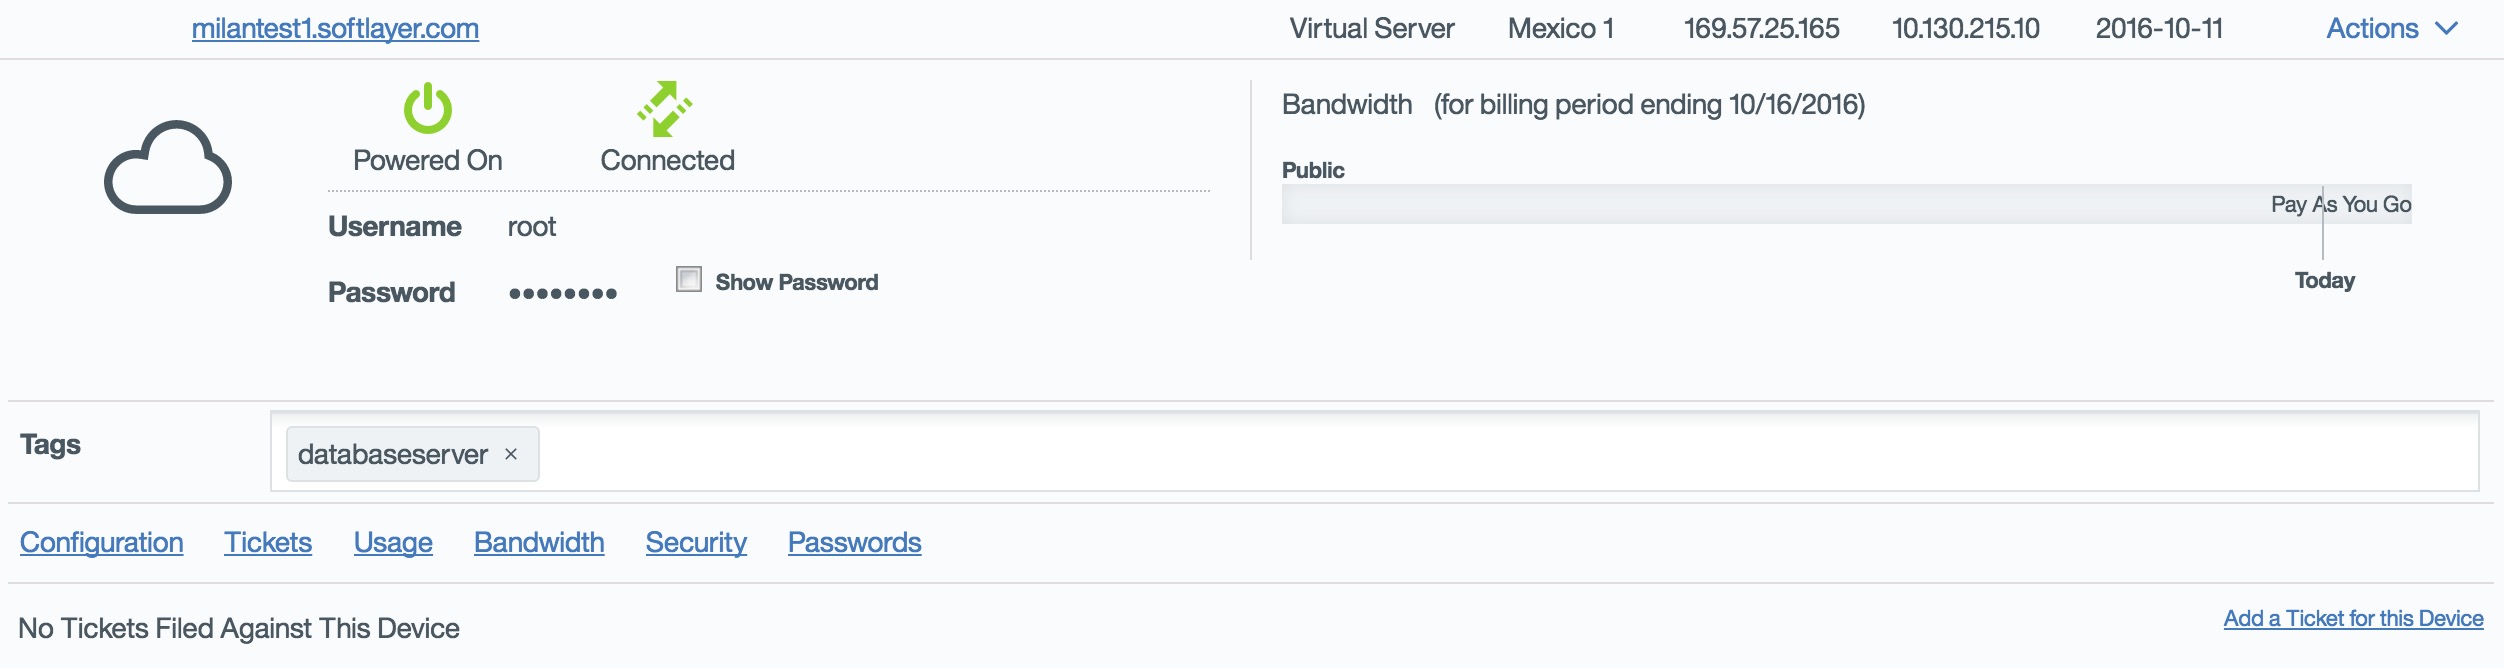 milantest1.softlayer.com Virtual Server Mexico 1 169.57.25.165 10.130.215.10 2016-10-11 Actions
Powered On Connected
Username root
Password •••••••• Show Password
Bandwidth (for billing period ending 10/16/2016)
Public
Pay As You Go
Today
Tags databaseserver ×
Configuration Tickets Usage Bandwidth Security Passwords
No Tickets Filed Against This Device Add a Ticket for this Device